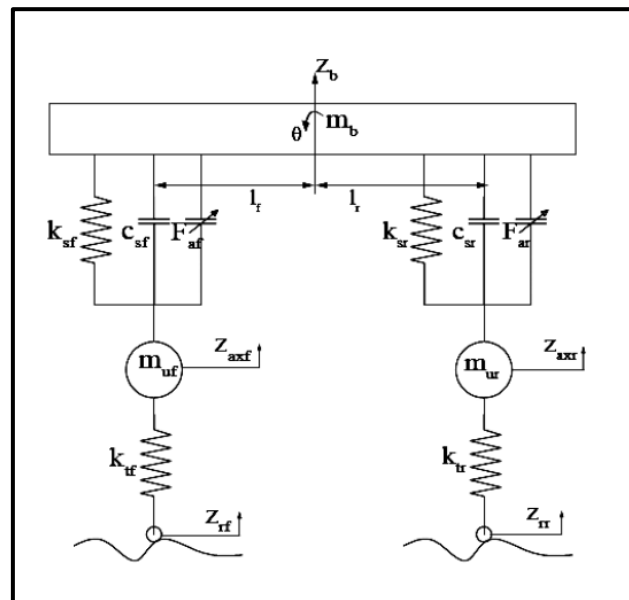 z_b
θ m_b
l_f l_r
k_sf c_sf F_af k_sr c_sr F_ar
z_axf z_axr
m_uf m_ur
k_tf k_tr
z_rf z_rr